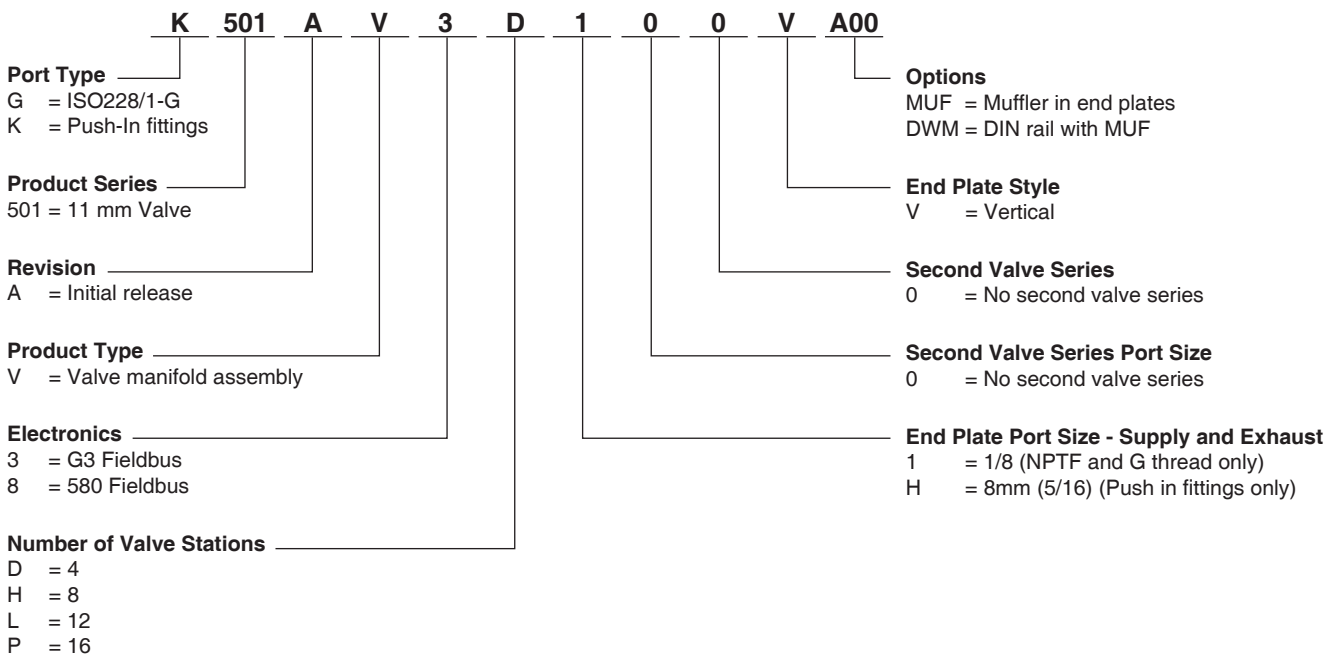 K 501 A V 3 D 1 0 0 V A00
Port Type
G = ISO228/1-G
K = Push-In fittings
Product Series
501 = 11 mm Valve
Revision
A = Initial release
Product Type
V = Valve manifold assembly
Electronics
3 = G3 Fieldbus
8 = 580 Fieldbus
Number of Valve Stations
D = 4
H = 8
L = 12
P = 16
Options
MUF = Muffler in end plates
DWM = DIN rail with MUF
End Plate Style
V = Vertical
Second Valve Series
0 = No second valve series
Second Valve Series Port Size
0 = No second valve series
End Plate Port Size - Supply and Exhaust
1 = 1/8 (NPTF and G thread only)
H = 8mm (5/16) (Push in fittings only)